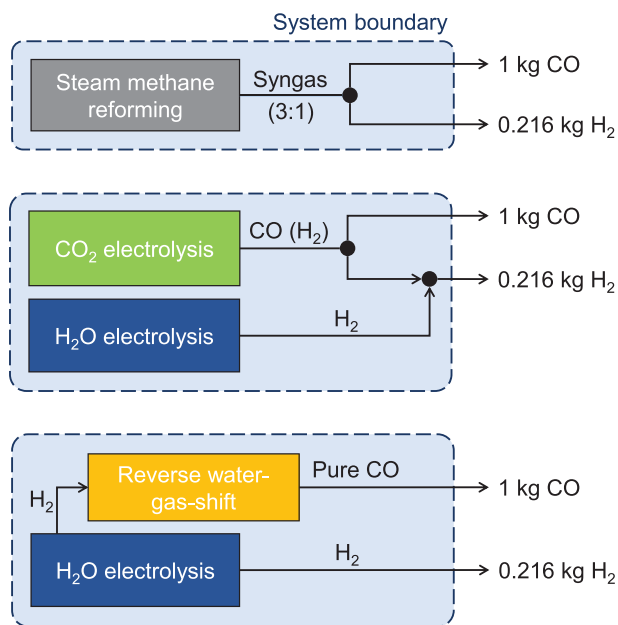 System boundary
Steam methane
reforming
Syngas
(3:1)
1 kg CO
0.216 kg H₂
CO₂ electrolysis
CO (H₂)
1 kg CO
0.216 kg H₂
H₂O electrolysis
H₂
Reverse water-
gas-shift
Pure CO
1 kg CO
H₂
H₂O electrolysis
H₂
0.216 kg H₂